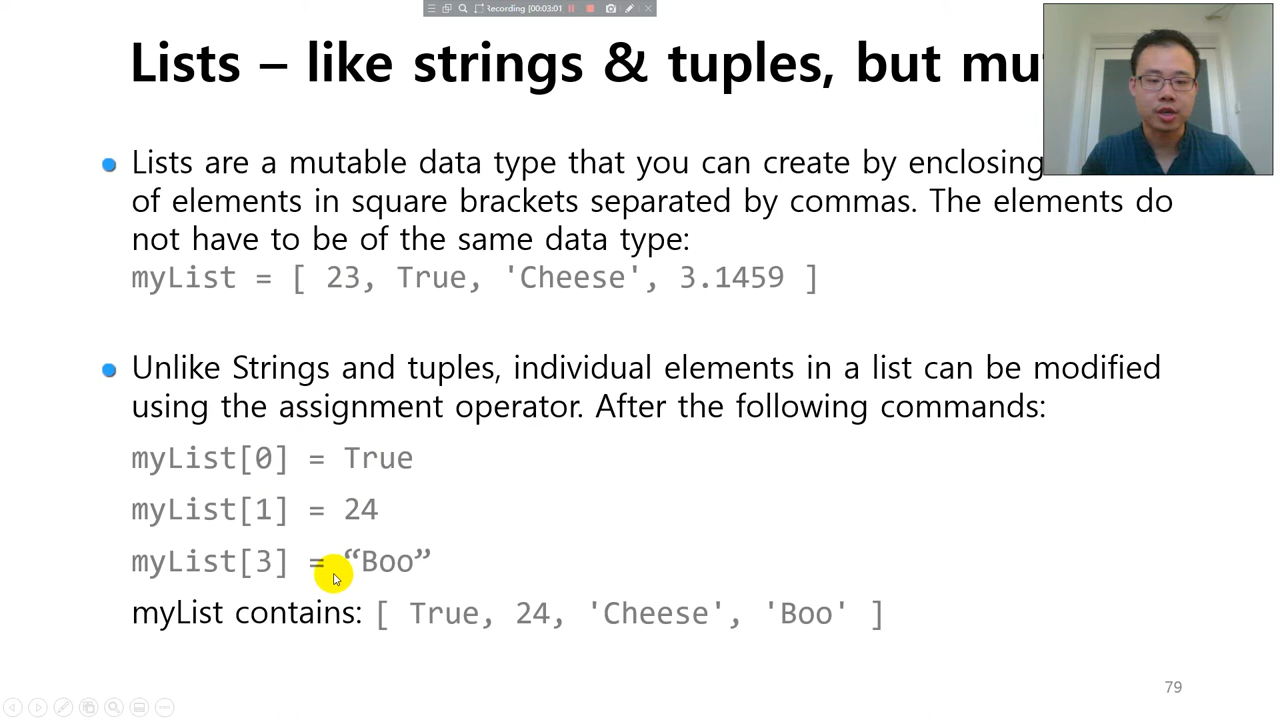 Recording [00:03:01]
Lists – like strings & tuples, but
Lists are a mutable data type that you can create by enclosing
of elements in square brackets separated by commas. The elements do
not have to be of the same data type:
myList = [ 23, True, 'Cheese', 3.1459 ]
Unlike Strings and tuples, individual elements in a list can be modified
using the assignment operator. After the following commands:
myList[0] = True
myList[1] = 24
myList[3] = “Boo”
myList contains: [ True, 24, 'Cheese', 'Boo' ]
79